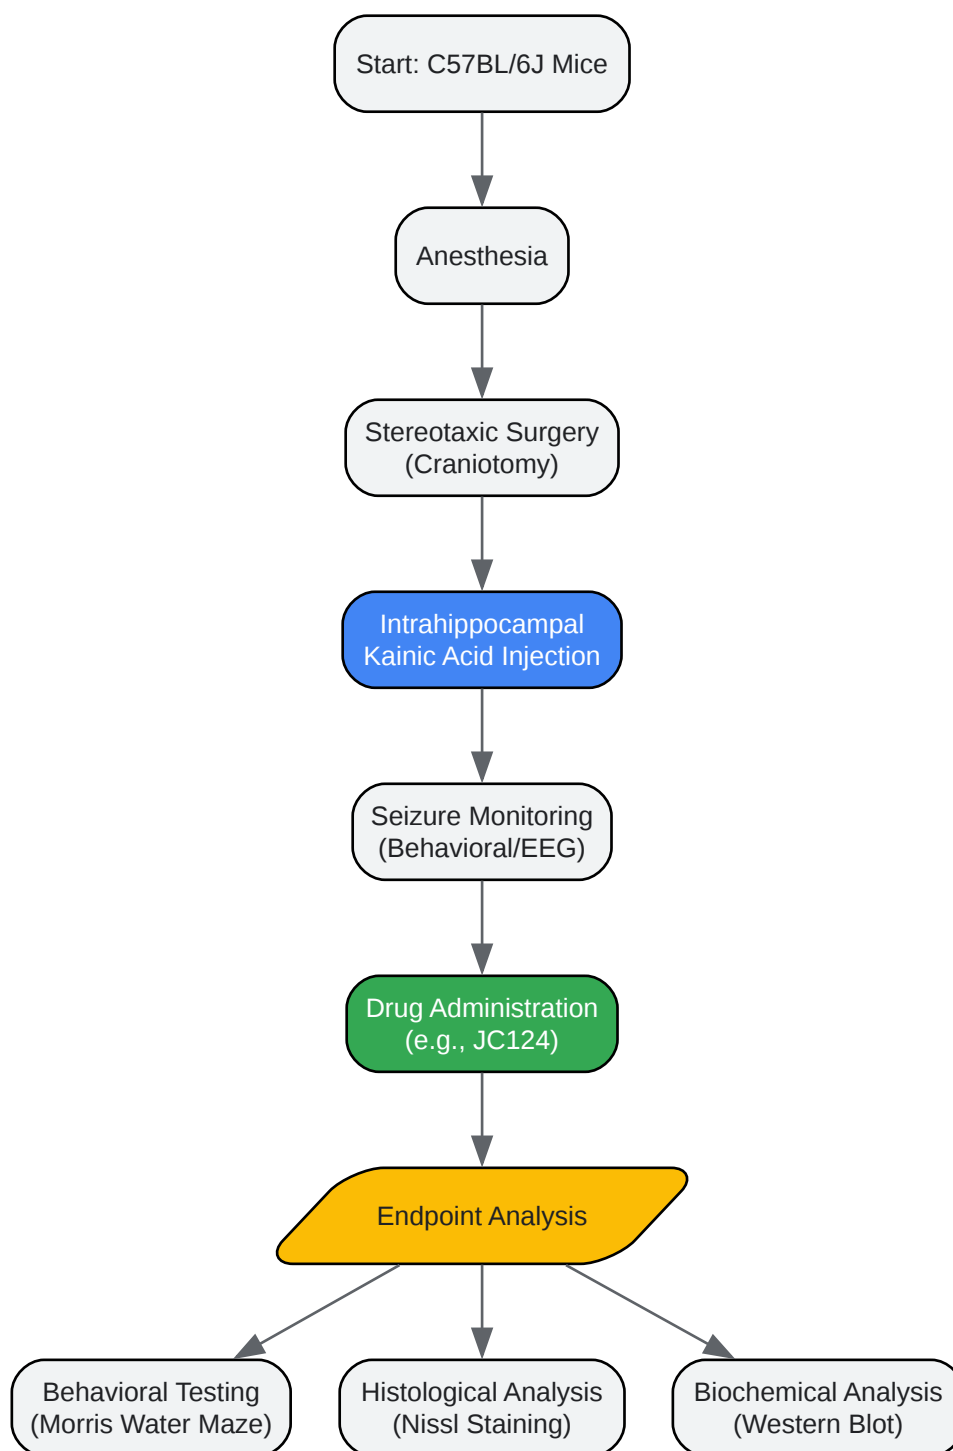 Start: C57BL/6J Mice
Anesthesia
Stereotaxic Surgery
(Craniotomy)
Intrahippocampal
Kainic Acid Injection
Seizure Monitoring
(Behavioral/EEG)
Drug Administration
(e.g., JC124)
Endpoint Analysis
Behavioral Testing
(Morris Water Maze)
Histological Analysis
(Nissl Staining)
Biochemical Analysis
(Western Blot)